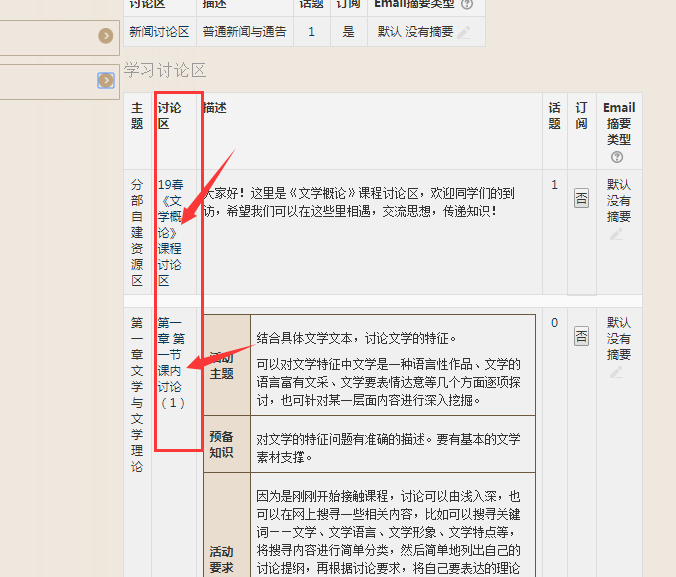 讨论区 描述 话题 订阅 Email摘要类型
新闻讨论区 普通新闻与通告 1 是 默认 没有摘要
学习讨论区
主
题
讨论
区
描述
话
题
订
阅
Email
摘要
类型
分
部
自
建
资
源
区
19春
《文
学概
论》
课程
讨论
区
大家好！这里是《文学概论》课程讨论区，欢迎同学们的到
访，希望我们可以在这些里相遇，交流思想，传递知识！
1
否
默认
没有
摘要
第
一
章
文
学
与
文
学
理
论
第一
章 第
一节
课内
讨论
（1）
活动
主题
结合具体文学文本，讨论文学的特征。
可以对文学特征中文学是一种语言性作品、文学的
语言富有文采、文学要表情达意等几个方面逐项探
讨，也可针对某一层面内容进行深入挖掘。
预备
知识
对文学的特征问题有准确的描述。要有基本的文学
素材支撑。
活动
要求
因为是刚刚开始接触课程，讨论可以由浅入深，也
可以在网上搜寻一些相关内容，比如可以搜寻关键
词——文学、文学语言、文学形象、文学特点等，
将搜寻内容进行简单分类，然后简单地列出自己的
讨论提纲，再根据讨论要求，将自己要表达的理论
0
否
默认
没有
摘要